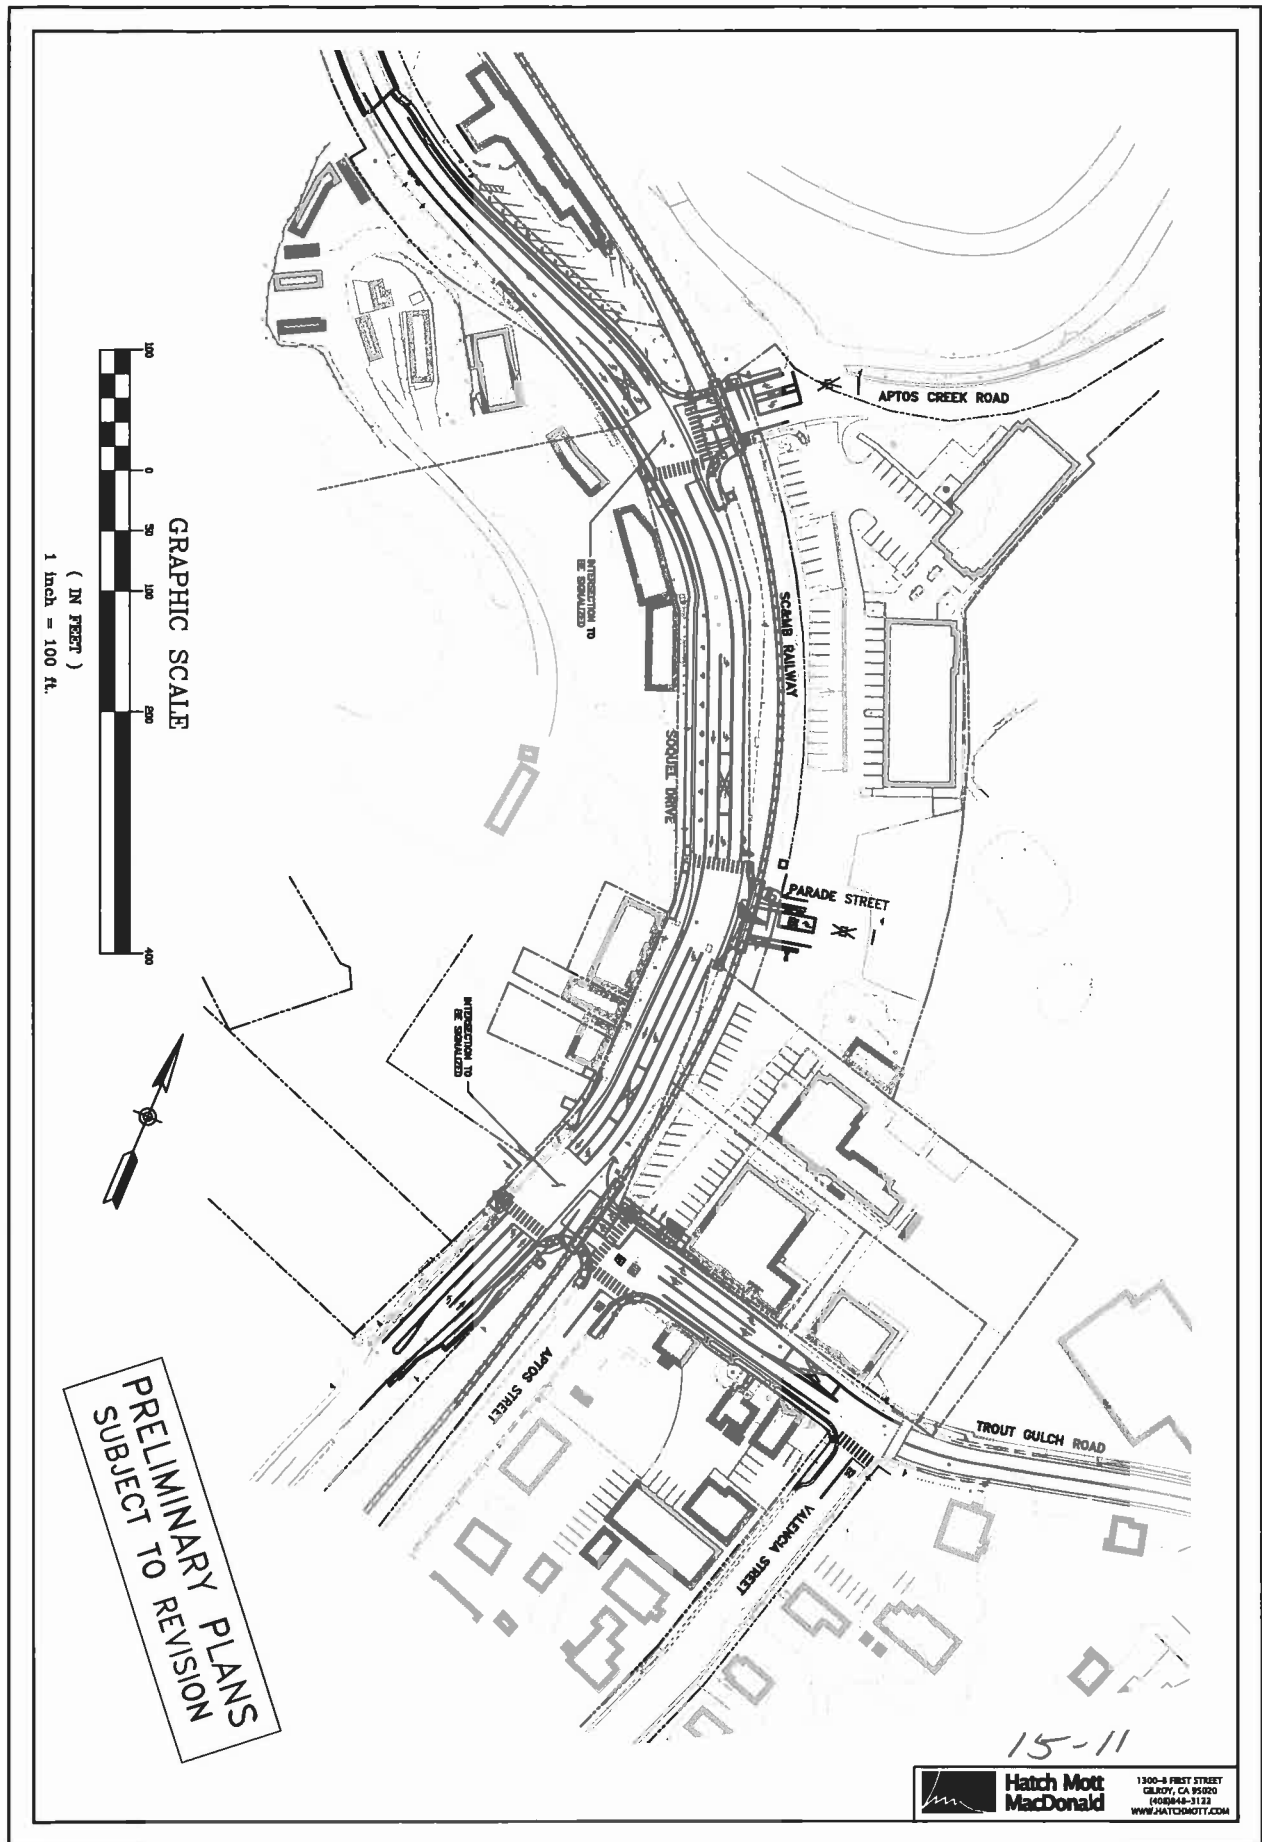 APTOS CREEK ROAD
INTERSECTION TO
BE SIGNALIZED
SC&MB RAILWAY
SOQUEL DRIVE
PARADE STREET
INTERSECTION TO
BE SIGNALIZED
APTOS STREET
TROUT GULCH ROAD
VALENCIA STREET
GRAPHIC SCALE
100
0
50
100
200
400
( IN FEET )
1 inch = 100 ft.
PRELIMINARY PLANS
SUBJECT TO REVISION
15-11
Hatch Mott
MacDonald
1300-B FIRST STREET
GILROY, CA 95020
(408)848-3122
WWW.HATCHMOTT.COM